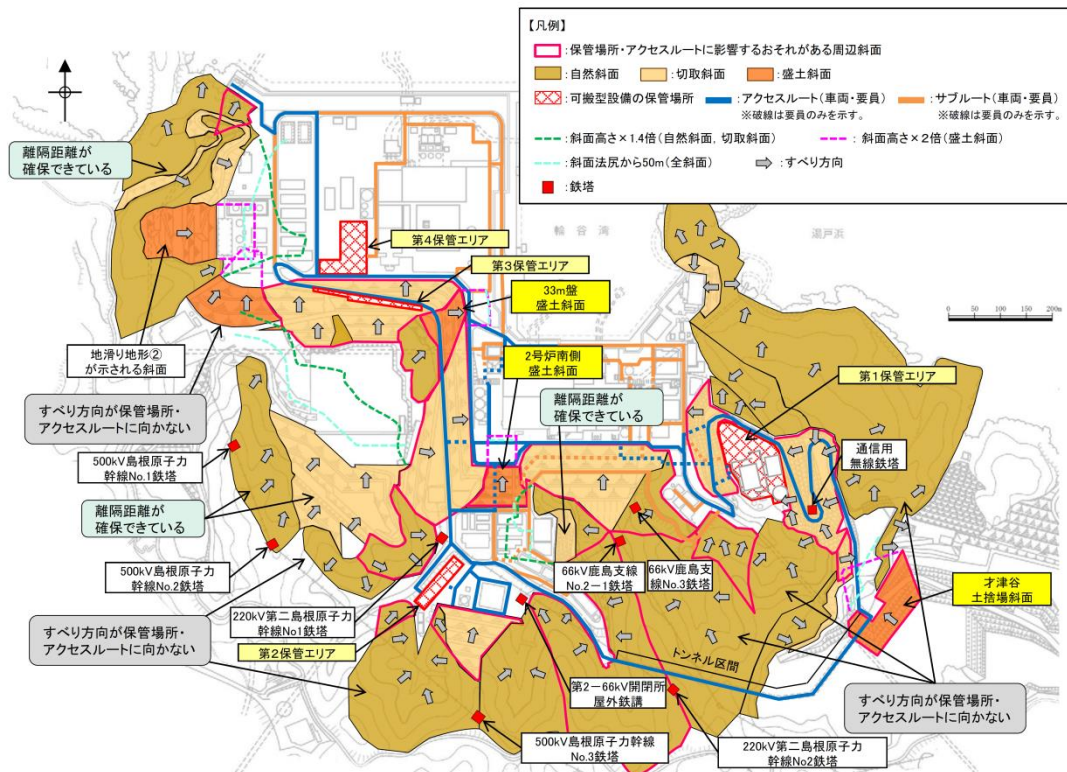 【凡例】
:保管場所・アクセスルートに影響するおそれがある周辺斜面
:自然斜面
:切取斜面
:盛土斜面
:可搬型設備の保管場所
:アクセスルート(車両・要員)
※破線は要員のみを示す。
:サブルート(車両・要員)
※破線は要員のみを示す。
:斜面高さ×1.4倍(自然斜面, 切取斜面)
:斜面高さ×2倍(盛土斜面)
:斜面法尻から50m(全斜面)
:すべり方向
:鉄塔
離隔距離が
確保できている
第4保管エリア
輪谷湾
湯戸浜
第3保管エリア
33m盤
盛土斜面
0 50 100 150 200m
地滑り地形②
が示される斜面
2号炉南側
盛土斜面
第1保管エリア
離隔距離が
確保できている
すべり方向が保管場所・
アクセスルートに向かない
通信用
無線鉄塔
500kV島根原子力
幹線No.1鉄塔
離隔距離が
確保できている
500kV島根原子力
幹線No.2鉄塔
66kV鹿島支線
No.2-1鉄塔
66kV鹿島支
線No.3鉄塔
才津谷
土捨場斜面
220kV第二島根原子力
幹線No1鉄塔
すべり方向が保管場所・
アクセスルートに向かない
第2保管エリア
トンネル区間
第2-66kV開閉所
屋外鉄講
すべり方向が保管場所・
アクセスルートに向かない
500kV島根原子力幹線
No.3鉄塔
220kV第二島根原子力
幹線No2鉄塔